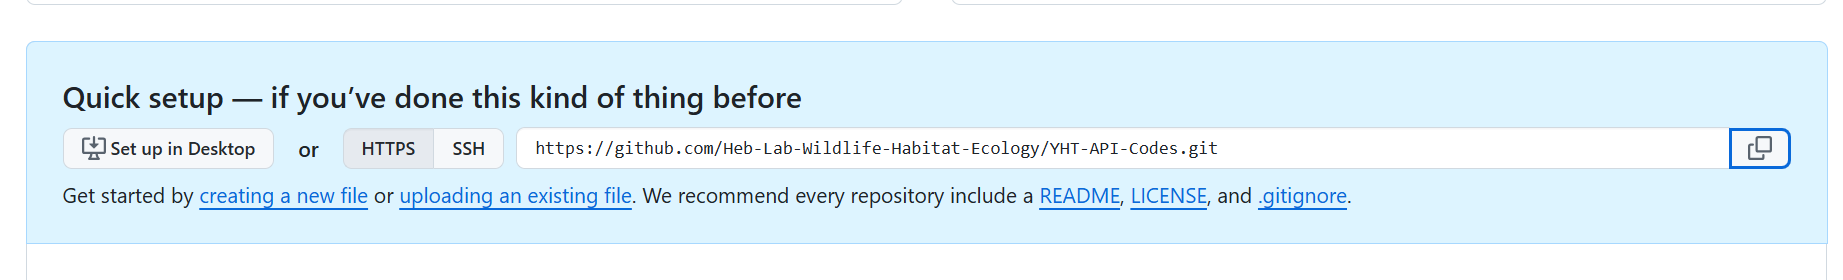 Quick setup — if you’ve done this kind of thing before
Set up in Desktop or HTTPS SSH https://github.com/Heb-Lab-Wildlife-Habitat-Ecology/YHT-API-Codes.git
Get started by creating a new file or uploading an existing file. We recommend every repository include a README, LICENSE, and .gitignore.